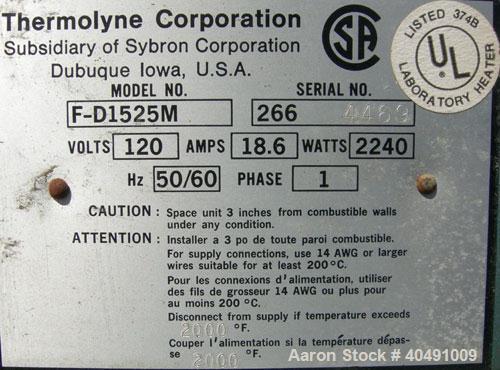 Thermolyne Corporation
Subsidiary of Sybron Corporation
Dubuque Iowa, U.S.A.
SA
LISTED 374B
UL
LABORATORY HEATER
MODEL NO. SERIAL NO.
F-D1525M 266 4469
VOLTS 120 AMPS 18.6 WATTS 2240
Hz 50/60 PHASE 1
CAUTION : Space unit 3 inches from combustible walls
under any condition.
ATTENTION : Installer a 3 po de toute paroi combustible.
For supply connections, use 14 AWG or larger
wires suitable for at least 200°C.
Pour les connexions d'alimentation, utiliser
des fils de grosseur 14 AWG ou plus pour
au moins 200°C.
Disconnect from supply if temperature exceeds
2000 °F.
Couper l'alimentation si la température dépas-
se 2000 °F.
Aaron Stock # 40491009